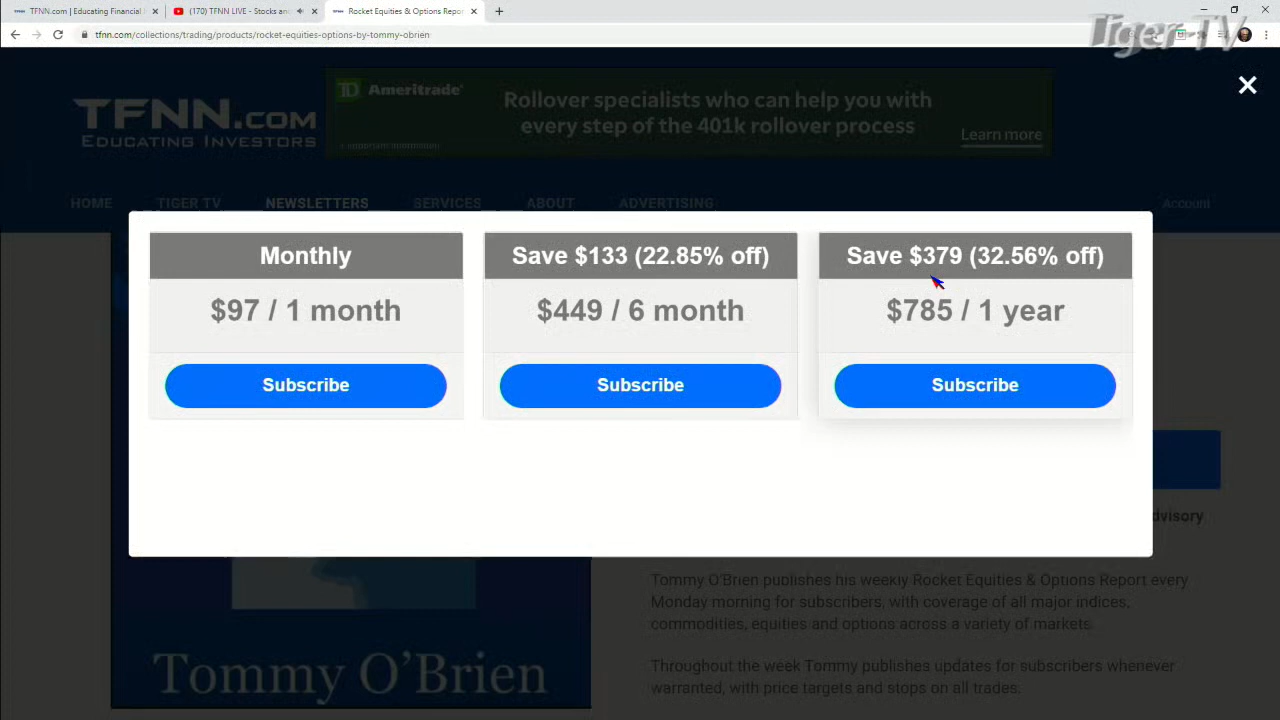 TFNN.com | Educating Financial
(170) TFNN LIVE - Stocks an
Rocket Equities & Options Repor
tfnn.com/collections/trading/products/rocket-equities-options-by-tommy-obrien
Tiger-TV
TFNN.COM
EDUCATING INVESTORS
TD Ameritrade
Rollover specialists who can help you with
every step of the 401k rollover process
Learn more
HOME TIGER TV NEWSLETTERS SERVICES ABOUT ADVERTISING Account
Monthly
$97 / 1 month
Subscribe
Save $133 (22.85% off)
$449 / 6 month
Subscribe
Save $379 (32.56% off)
$785 / 1 year
Subscribe
dvisory
Tommy O'Brien publishes his weekly Rocket Equities & Options Report every
Monday morning for subscribers, with coverage of all major indices,
commodities, equities and options across a variety of markets.
Throughout the week Tommy publishes updates for subscribers whenever
warranted, with price targets and stops on all trades.
Tommy O'Brien